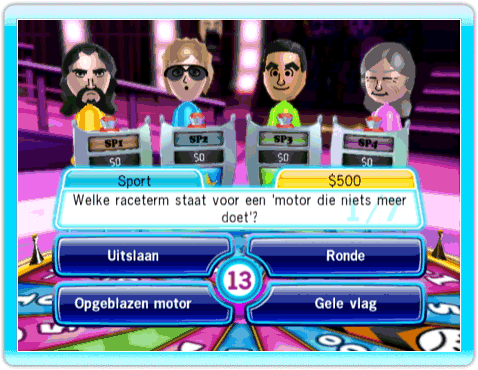 SP1
SP2
SP3
SP4
$0
$0
$0
$0
Sport
$500
Welke raceterm staat voor een 'motor die niets meer
doet'?
1/7
Uitslaan
Ronde
13
Opgeblazen motor
Gele vlag